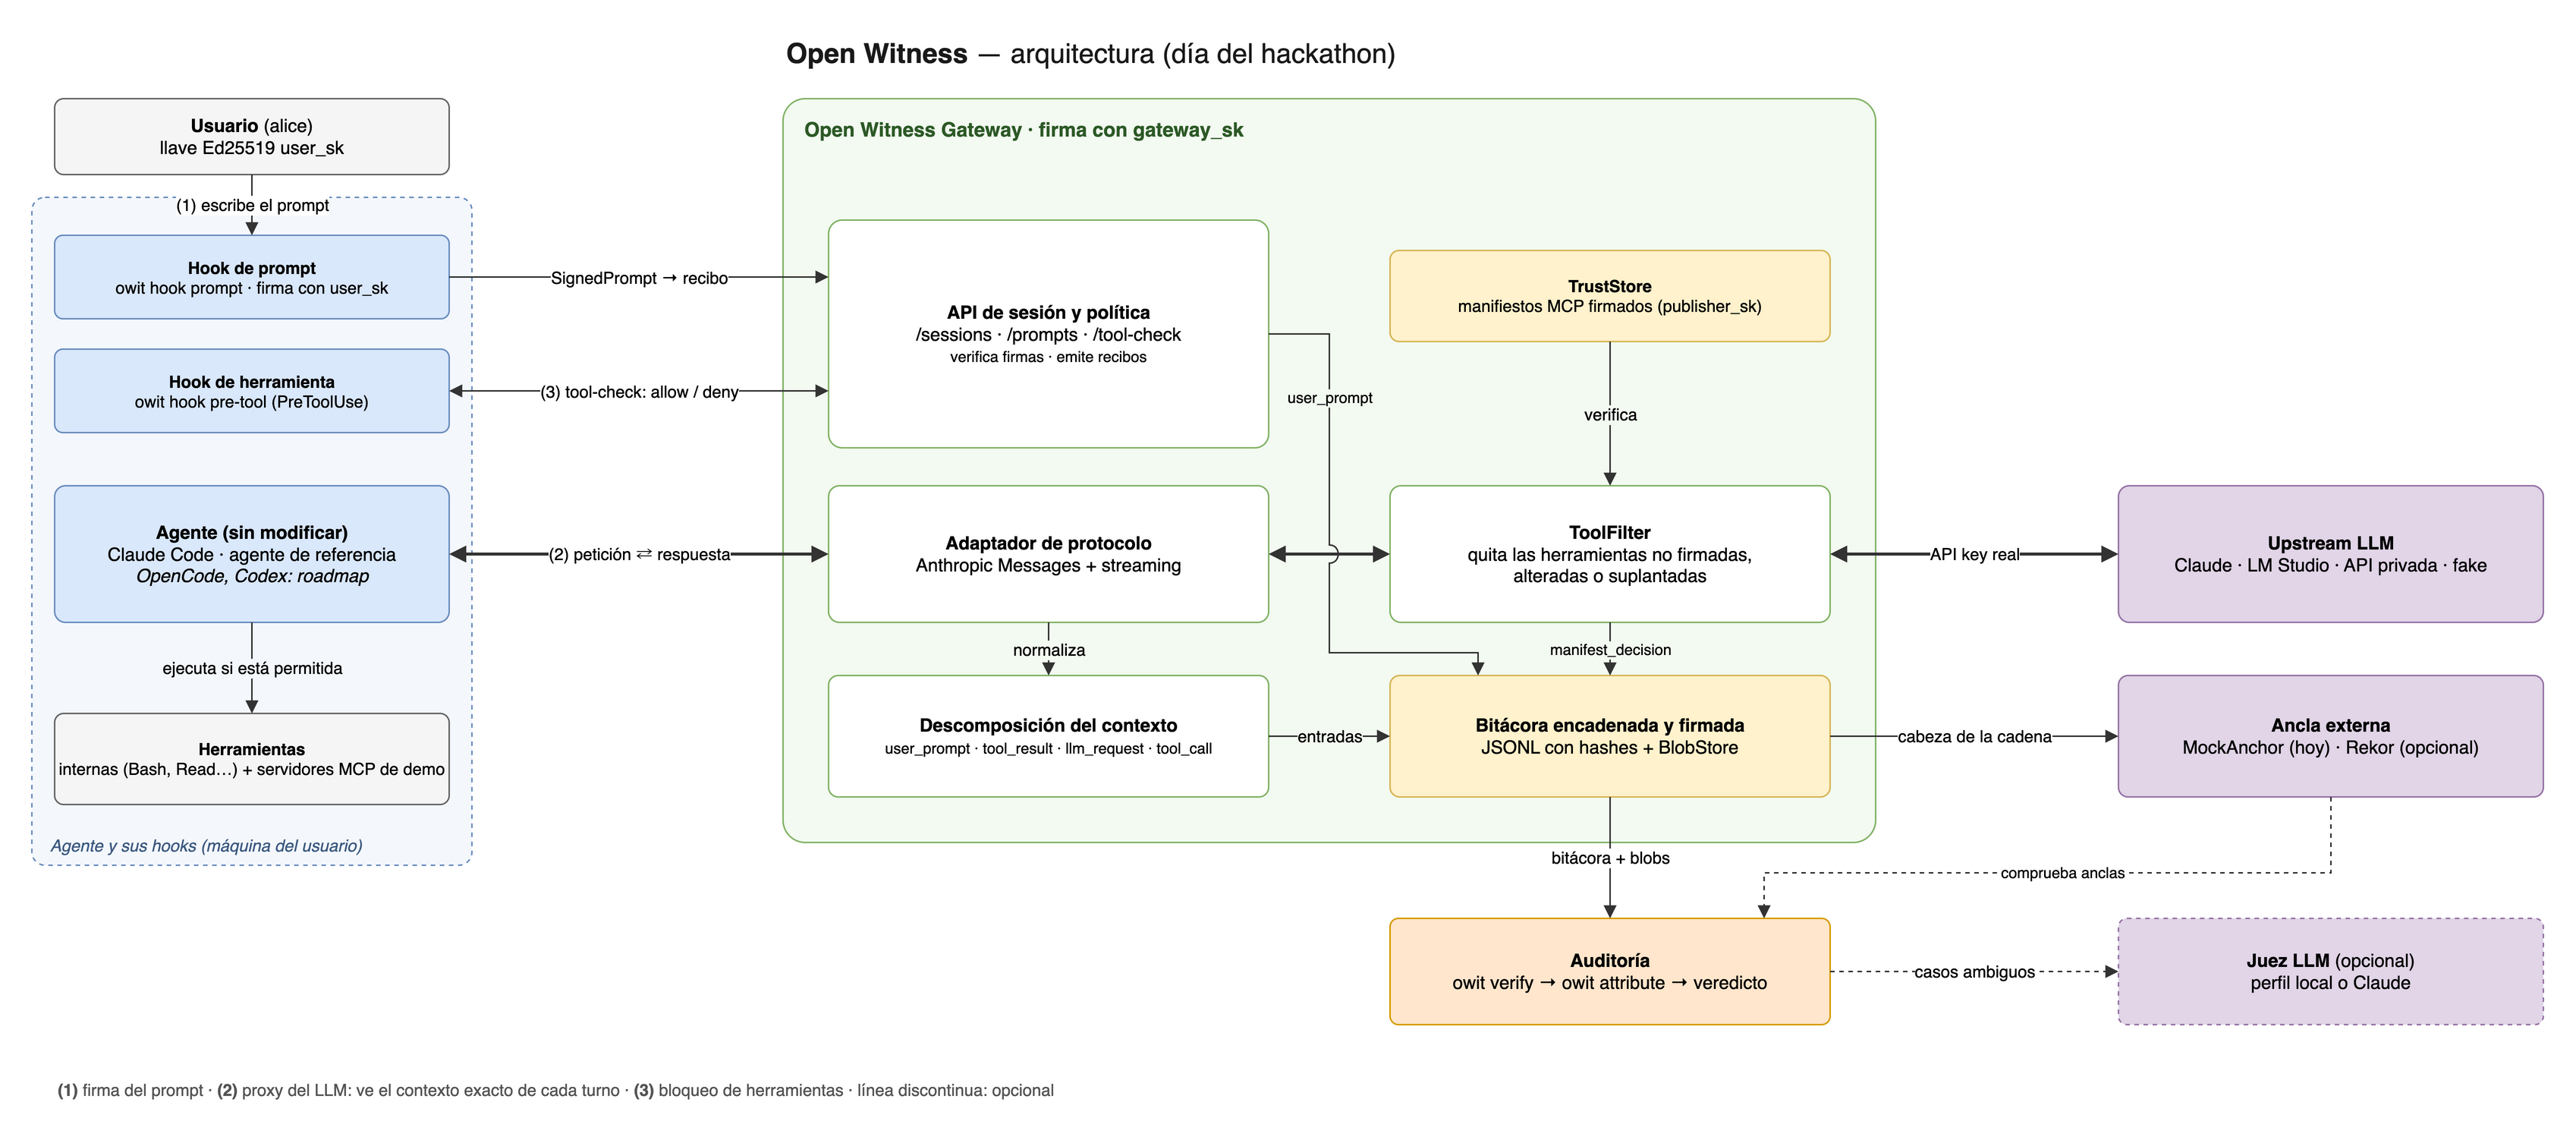 Open Witness — arquitectura (día del hackathon)
Usuario (alice)
llave Ed25519 user_sk
(1) escribe el prompt
Hook de prompt
owit hook prompt · firma con user_sk
Hook de herramienta
owit hook pre-tool (PreToolUse)
Agente (sin modificar)
Claude Code · agente de referencia
OpenCode, Codex: roadmap
ejecuta si está permitida
Herramientas
internas (Bash, Read...) + servidores MCP de demo
Agente y sus hooks (máquina del usuario)
SignedPrompt → recibo
(3) tool-check: allow / deny
(2) petición ⇄ respuesta
Open Witness Gateway · firma con gateway_sk
API de sesión y política
/sessions · /prompts · /tool-check
verifica firmas · emite recibos
user_prompt
TrustStore
manifiestos MCP firmados (publisher_sk)
verifica
Adaptador de protocolo
Anthropic Messages + streaming
ToolFilter
quita las herramientas no firmadas,
alteradas o suplantadas
normaliza
manifest_decision
Descomposición del contexto
user_prompt · tool_result · llm_request · tool_call
entradas
Bitácora encadenada y firmada
JSONL con hashes + BlobStore
API key real
Upstream LLM
Claude · LM Studio · API privada · fake
cabeza de la cadena
Ancla externa
MockAnchor (hoy) · Rekor (opcional)
bitácora + blobs
comprueba anclas
Auditoría
owit verify → owit attribute → veredicto
casos ambiguos
Juez LLM (opcional)
perfil local o Claude
(1) firma del prompt · (2) proxy del LLM: ve el contexto exacto de cada turno · (3) bloqueo de herramientas · línea discontinua: opcional